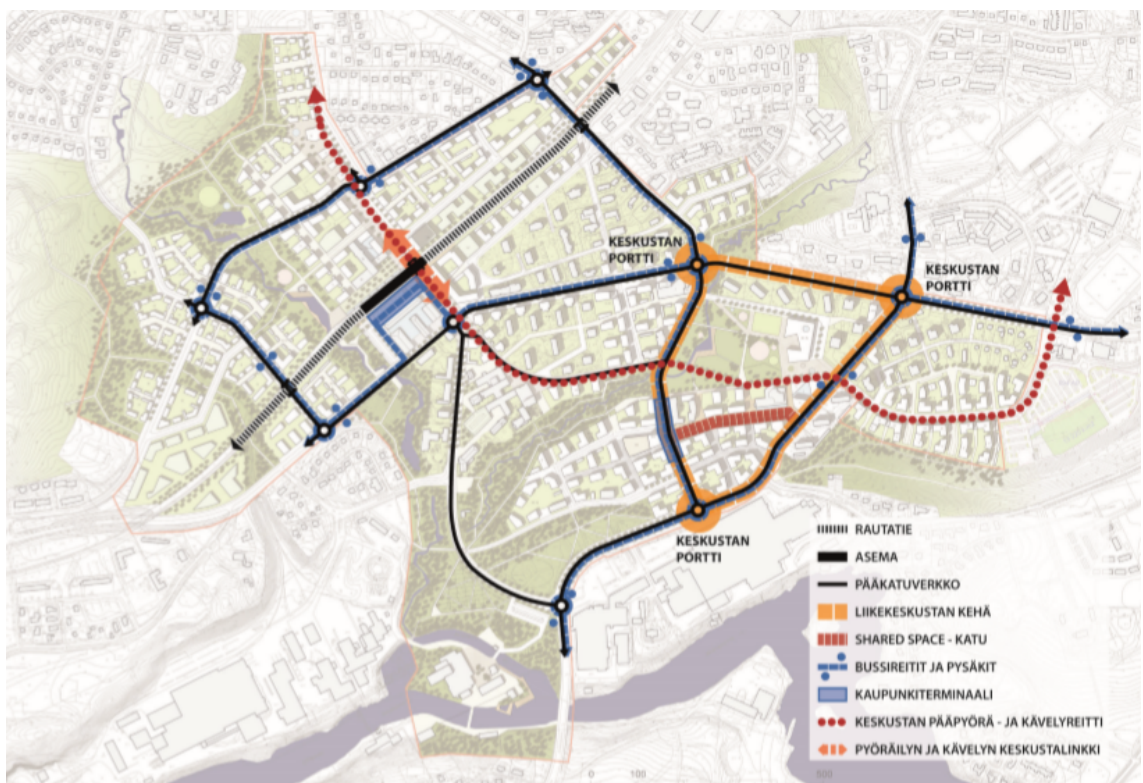 KESKUSTAN
PORTTI
KESKUSTAN
PORTTI
KESKUSTAN
PORTTI
RAUTATIE
ASEMA
PÄÄKATUVERKKO
LIIKEKESKUSTAN KEHÄ
SHARED SPACE - KATU
BUSSIREITIT JA PYSÄKIT
KAUPUNKITERMINAALI
KESKUSTAN PÄÄPYÖRÄ - JA KÄVELYREITTI
PYÖRÄILYN JA KÄVELYN KESKUSTALINKKI
0 100 500